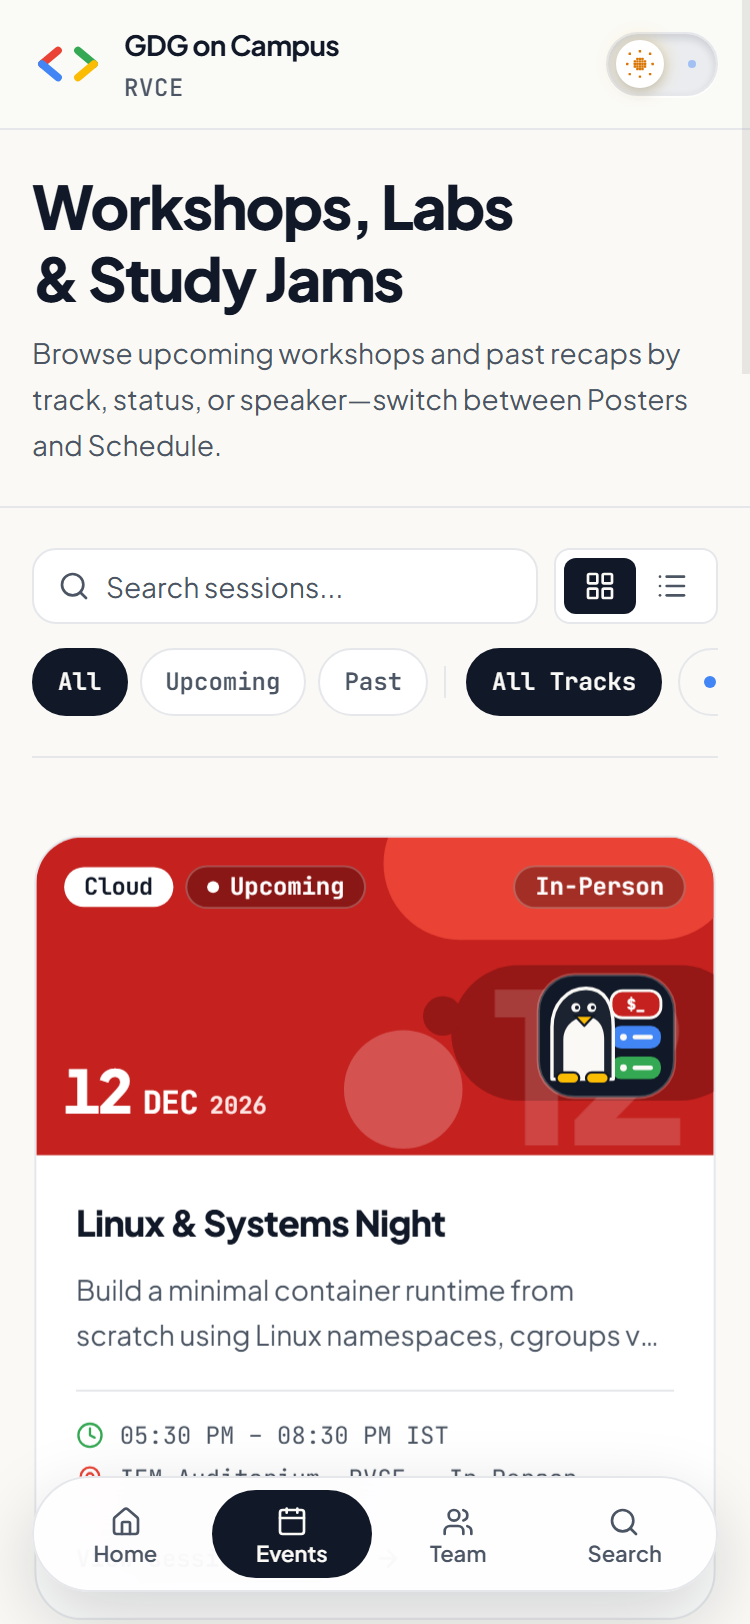 GDG on Campus
RVCE
Workshops, Labs
& Study Jams
Browse upcoming workshops and past recaps by
track, status, or speaker—switch between Posters
and Schedule.
Search sessions...
All Upcoming Past All Tracks
Cloud Upcoming In-Person
$_
12
12 DEC 2026
Linux & Systems Night
Build a minimal container runtime from
scratch using Linux namespaces, cgroups v…
05:30 PM – 08:30 PM IST
Home Events Team Search